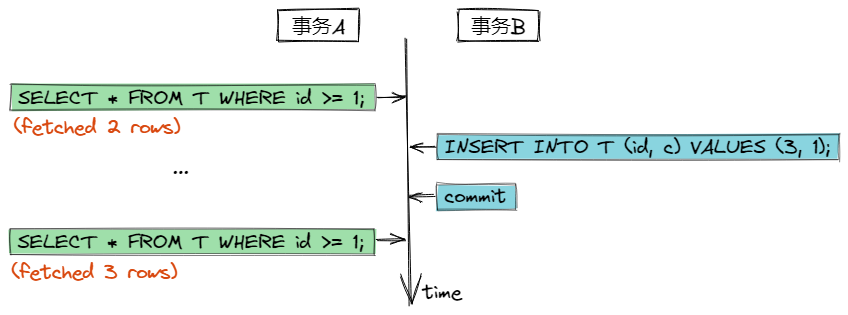 事务A
事务B
SELECT * FROM T WHERE id >= 1;
(fetched 2 rows)
INSERT INTO T (id, c) VALUES (3, 1);
...
commit
SELECT * FROM T WHERE id >= 1;
(fetched 3 rows)
time